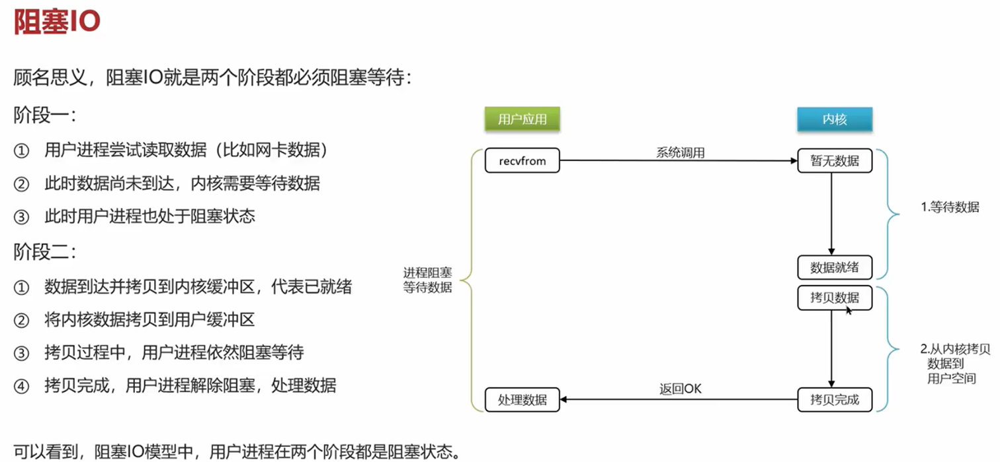 阻塞IO
顾名思义，阻塞IO就是两个阶段都必须阻塞等待：
阶段一：
① 用户进程尝试读取数据（比如网卡数据）
② 此时数据尚未到达，内核需要等待数据
③ 此时用户进程也处于阻塞状态
阶段二：
① 数据到达并拷贝到内核缓冲区，代表已就绪
② 将内核数据拷贝到用户缓冲区
③ 拷贝过程中，用户进程依然阻塞等待
④ 拷贝完成，用户进程解除阻塞，处理数据
可以看到，阻塞IO模型中，用户进程在两个阶段都是阻塞状态。
用户应用
内核
recvfrom
系统调用
暂无数据
1.等待数据
数据就绪
进程阻塞
等待数据
拷贝数据
2.从内核拷贝
数据到
用户空间
处理数据
返回OK
拷贝完成